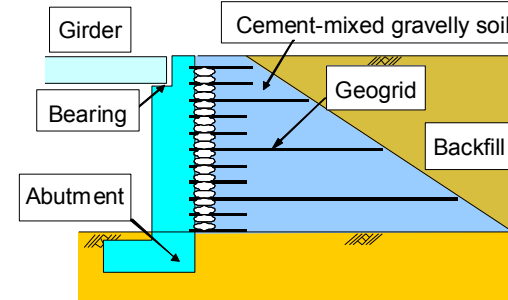 Girder
Cement-mixed gravelly soil
Geogrid
Bearing
Backfill
Abutment